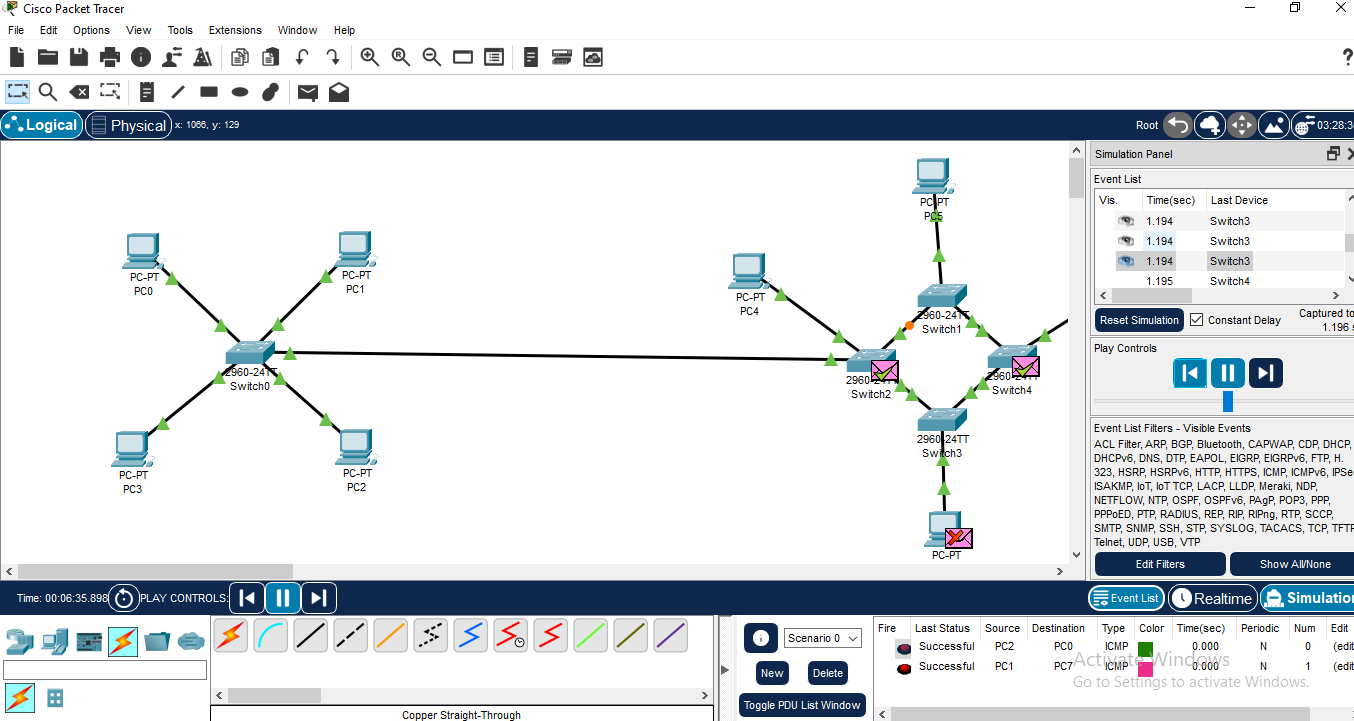 Cisco Packet Tracer
File Edit Options View Tools Extensions Window Help
?
Logical Physical x: 1066, y: 129 Root 03:28:3
PC-PT
PC0
PC-PT
PC1
PC-PT
PC3
PC-PT
PC2
2960-24TT
Switch0
PC-PT
PC4
PC-PT
PC5
2960-24TT
Switch1
2960-24TT
Switch2
2960-24TT
Switch4
2960-24TT
Switch3
PC-PT
Simulation Panel
Event List
Vis. Time(sec) Last Device
1.194 Switch3
1.194 Switch3
1.194 Switch3
1.195 Switch4
Reset Simulation Constant Delay Captured to
1.196 s
Play Controls
Event List Filters - Visible Events
ACL Filter, ARP, BGP, Bluetooth, CAPWAP, CDP, DHCP,
DHCPv6, DNS, DTP, EAPOL, EIGRP, EIGRPv6, FTP, H.
323, HSRP, HSRPv6, HTTP, HTTPS, ICMP, ICMPv6, IPSe
ISAKMP, IoT, IoT TCP, LACP, LLDP, Meraki, NDP,
NETFLOW, NTP, OSPF, OSPFv6, PAgP, POP3, PPP,
PPPoED, PTP, RADIUS, REP, RIP, RIPng, RTP, SCCP,
SMTP, SNMP, SSH, STP, SYSLOG, TACACS, TCP, TFTP
Telnet, UDP, USB, VTP
Edit Filters Show All/None
Time: 00:06:35.898 PLAY CONTROLS: Event List Realtime Simulation
Copper Straight-Through
Scenario 0
New Delete
Toggle PDU List Window
Fire Last Status Source Destination Type Color Time(sec) Periodic Num Edit
Successful PC2 PC0 ICMP 0.000 N 0 (edit
Successful PC1 PC7 ICMP 0.000 N 1 (edit
Activate Windows
Go to Settings to activate Windows.